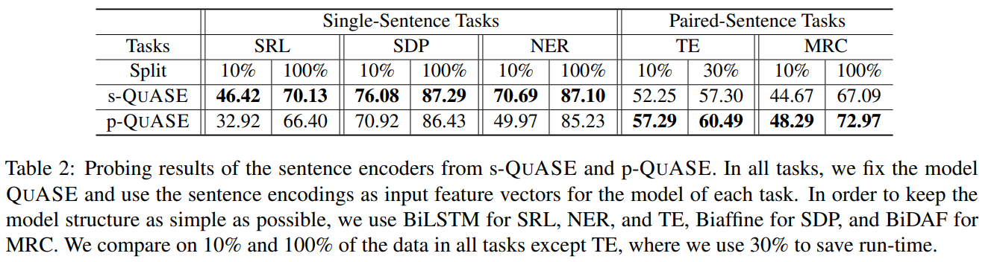 Single-Sentence Tasks Paired-Sentence Tasks
Tasks SRL SDP NER TE MRC
Split 10% 100% 10% 100% 10% 100% 10% 30% 10% 100%
s-QUASE 46.42 70.13 76.08 87.29 70.69 87.10 52.25 57.30 44.67 67.09
p-QUASE 32.92 66.40 70.92 86.43 49.97 85.23 57.29 60.49 48.29 72.97
Table 2: Probing results of the sentence encoders from s-QUASE and p-QUASE. In all tasks, we fix the model
QUASE and use the sentence encodings as input feature vectors for the model of each task. In order to keep the
model structure as simple as possible, we use BiLSTM for SRL, NER, and TE, Biaffine for SDP, and BiDAF for
MRC. We compare on 10% and 100% of the data in all tasks except TE, where we use 30% to save run-time.